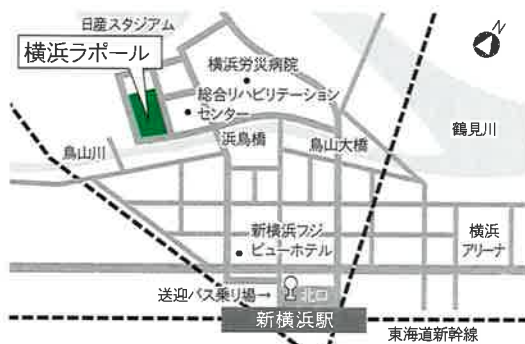 日産スタジアム
N
横浜ラポール
横浜労災病院
総合リハビリテーション
センター
鶴見川
浜鳥橋
鳥山大橋
鳥山川
新横浜フジ
ビューホテル
横浜
アリーナ
送迎バス乗り場→
北口
新横浜駅
東海道新幹線